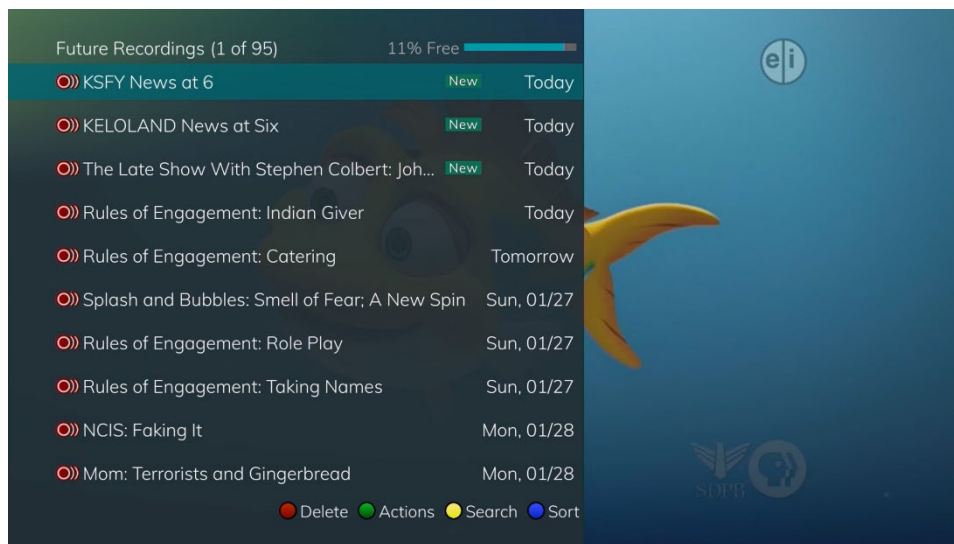 Future Recordings (1 of 95) 11% Free
KSFY News at 6 New Today
KELOLAND News at Six New Today
The Late Show With Stephen Colbert: Joh... New Today
Rules of Engagement: Indian Giver Today
Rules of Engagement: Catering Tomorrow
Splash and Bubbles: Smell of Fear; A New Spin Sun, 01/27
Rules of Engagement: Role Play Sun, 01/27
Rules of Engagement: Taking Names Sun, 01/27
NCIS: Faking It Mon, 01/28
Mom: Terrorists and Gingerbread Mon, 01/28
Delete Actions Search Sort
e i
SDPB